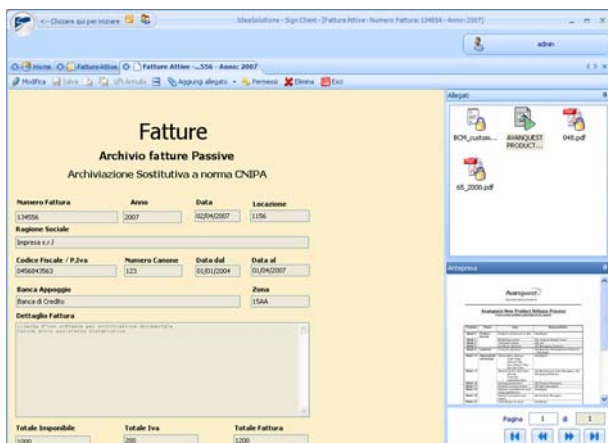 <-- Cliccare qui per iniziare
IdeaSolutions - Sign Client - [Fatture Attive - Numero Fattura: 134556 - Anno: 2007]
admin
Home
Fatture Attive
Fatture Attive -...556 - Anno: 2007
Modifica
Salva
Annulla
Aggiungi allegato
Permessi
Elimina
Esci
Fatture
Archivio fatture Passive
Archiviazione Sostitutiva a norma CNIPA
Numero Fattura Anno Data Locazione
134556 2007 02/04/2007 1156
Ragione Sociale
Impresa s.r.l
Codice Fiscale / P.Iva Numero Canone Data dal Data al
0456843563 123 01/01/2004 01/04/2007
Banca Appoggio Zona
Banca di Credito 15AA
Dettaglio Fattura
Totale Imponibile Totale Iva Totale Fattura
1000 200 1200
Allegati
BCM_custom...
AVANQUEST PRODUCT...
048.pdf
65_2000.pdf
Anteprima
Avanquest
Avanquest New Product Release Process
Pagina 1 di 1